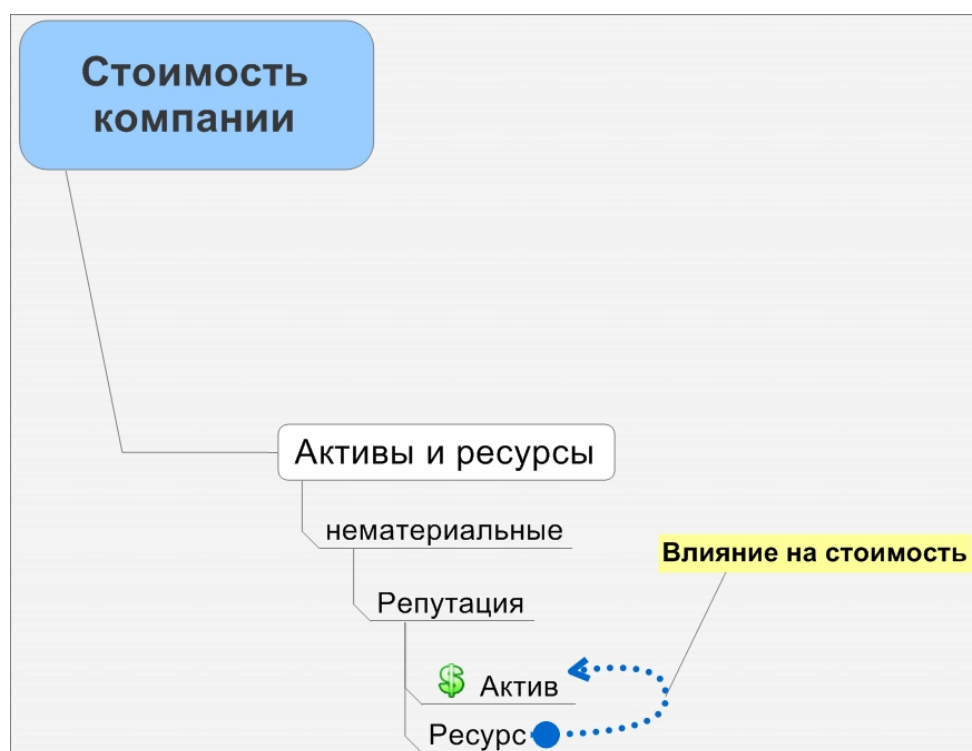 Стоимость
компании
Активы и ресурсы
нематериальные
Влияние на стоимость
Репутация
$ Актив
Ресурс